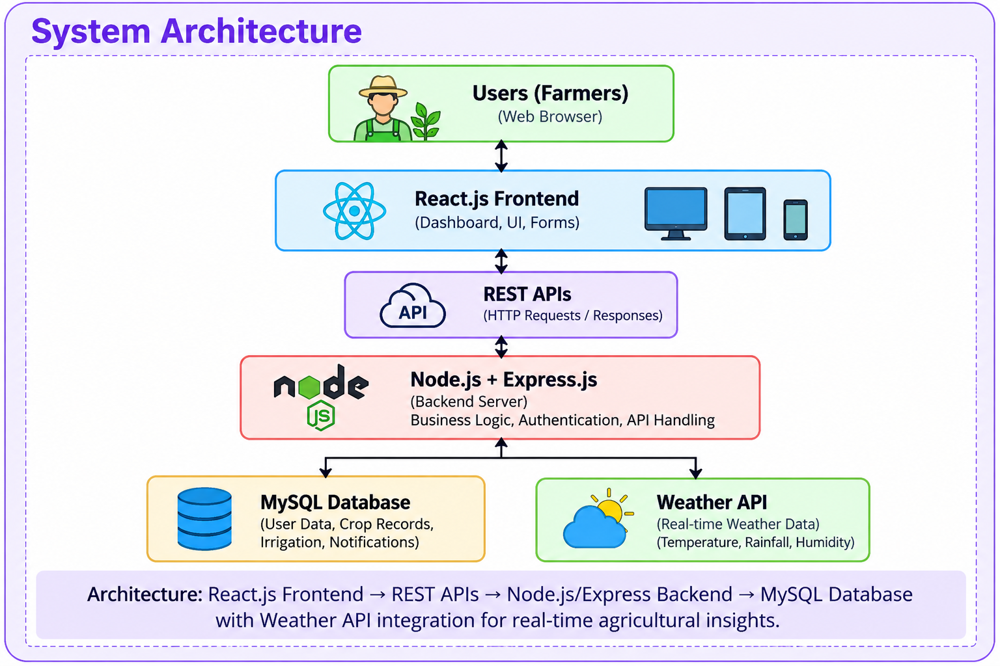 System Architecture
Users (Farmers)
(Web Browser)
React.js Frontend
(Dashboard, UI, Forms)
API
REST APIs
(HTTP Requests / Responses)
node
JS
Node.js + Express.js
(Backend Server)
Business Logic, Authentication, API Handling
MySQL Database
(User Data, Crop Records,
Irrigation, Notifications)
Weather API
(Real-time Weather Data)
(Temperature, Rainfall, Humidity)
Architecture: React.js Frontend → REST APIs → Node.js/Express Backend → MySQL Database
with Weather API integration for real-time agricultural insights.